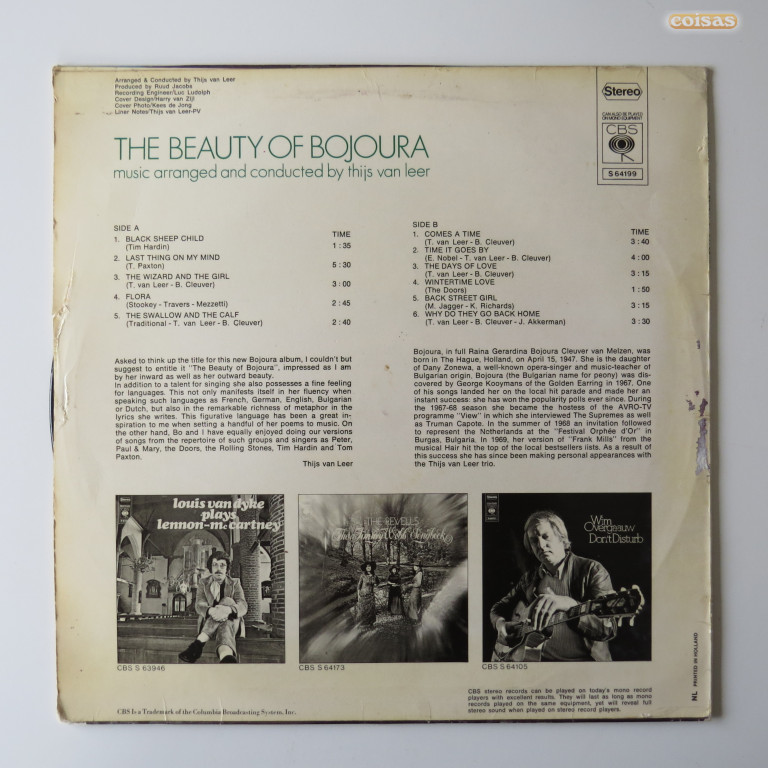 coisas
Arranged & Conducted by Thijs van Leer
Produced by Ruud Jacobs
Recording Engineer/Luc Ludolph
Cover Design/Harry van Zijl
Cover Photo/Kees de Jong
Liner Notes/Thijs van Leer-PV
Stereo
CAN ALSO BE PLAYED
ON MONO EQUIPMENT
CBS
S 64199
THE BEAUTY OF BOJOURA
music arranged and conducted by thijs van leer
SIDE A TIME
1. BLACK SHEEP CHILD
(Tim Hardin) 1 : 35
2. LAST THING ON MY MIND
(T. Paxton) 5 : 30
3. THE WIZARD AND THE GIRL
(T. van Leer - B. Cleuver) 3 : 00
4. FLORA
(Stookey - Travers - Mezzetti) 2 : 45
5. THE SWALLOW AND THE CALF
(Traditional - T. van Leer - B. Cleuver) 2 : 40
SIDE B
1. COMES A TIME TIME
(T. van Leer - B. Cleuver) 3 : 40
2. TIME IT GOES BY
(E. Nobel - T. van Leer - B. Cleuver) 4 : 00
3. THE DAYS OF LOVE
(T. van Leer - B. Cleuver) 3 : 15
4. WINTERTIME LOVE
(The Doors) 1 : 50
5. BACK STREET GIRL
(M. Jagger - K. Richards) 3 : 15
6. WHY DO THEY GO BACK HOME
(T. van Leer - B. Cleuver - J. Akkerman) 3 : 30
Asked to think up the title for this new Bojoura album, I couldn't but
suggest to entitle it "The Beauty of Bojoura", impressed as I am
by her inward as well as her outward beauty.
In addition to a talent for singing she also possesses a fine feeling
for languages. This not only manifests itself in her fluency when
speaking such languages as French, German, English, Bulgarian
or Dutch, but also in the remarkable richness of metaphor in the
lyrics she writes. This figurative language has been a great in-
spiration to me when setting a handful of her poems to music. On
the other hand, Bo and I have equally enjoyed doing our versions
of songs from the repertoire of such groups and singers as Peter,
Paul & Mary, the Doors, the Rolling Stones, Tim Hardin and Tom
Paxton.
Thijs van Leer
Bojoura, in full Raina Gerardina Bojoura Cleuver van Melzen, was
born in The Hague, Holland, on April 15, 1947. She is the daughter
of Dany Zonewa, a well-known opera-singer and music-teacher of
Bulgarian origin, Bojoura (the Bulgarian name for peony) was dis-
covered by George Kooymans of the Golden Earring in 1967. One
of his songs landed her on the local hit parade and made her an
instant success: she has won the popularity polls ever since. During
the 1967-68 season she became the hostess of the AVRO-TV
programme "View" in which she interviewed The Supremes as well
as Truman Capote. In the summer of 1968 an invitation followed
to represent the Netherlands at the "Festival Orphée d'Or" in
Burgas, Bulgaria. In 1969, her version of "Frank Mills" from the
musical Hair hit the top of the local bestsellers lists. As a result of
this success she has since been making personal appearances with
the Thijs van Leer trio.
louis van dyke
plays
lennon-mc cartney
CBS S 63946
THE REVELLS
Thru Jimmy Webb Songbook
CBS S 64173
Wim
Overgaauw
Don't Disturb
CBS S 64105
CBS stereo records can be played on today's mono record
players with excellent results. They will last as long as mono
records played on the same equipment, yet will reveal full
stereo sound when played on stereo record players.
CBS Is a Trademark of the Columbia Broadcasting System, Inc.
NL PRINTED IN HOLLAND